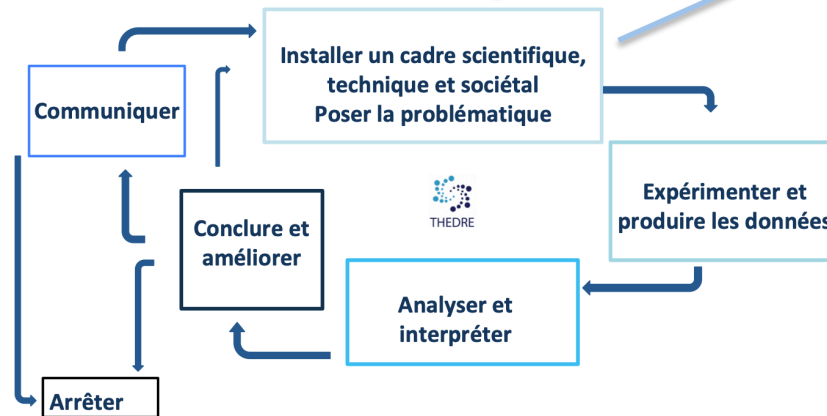 Installer un cadre scientifique,
technique et sociétal
Poser la problématique
Communiquer
Expérimenter et
produire les données
THEDRE
Conclure et
améliorer
Analyser et
interpréter
Arrêter